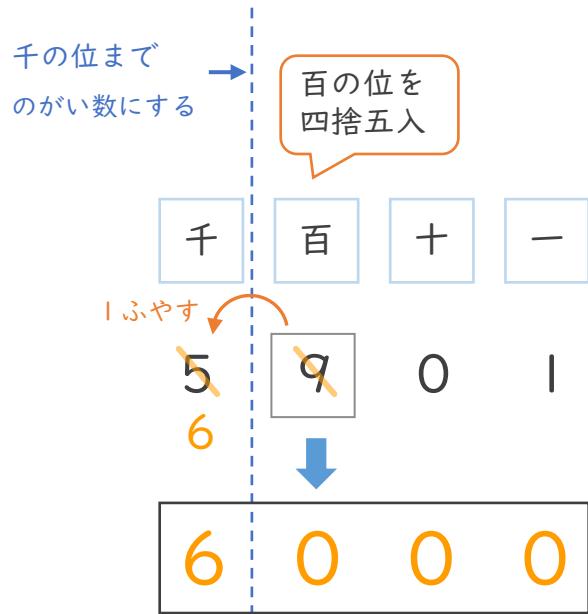 千の位まで
のがい数にする
百の位を
四捨五入
千 百 十 一
1ふやす
5 9 0 1
6
6 0 0 0